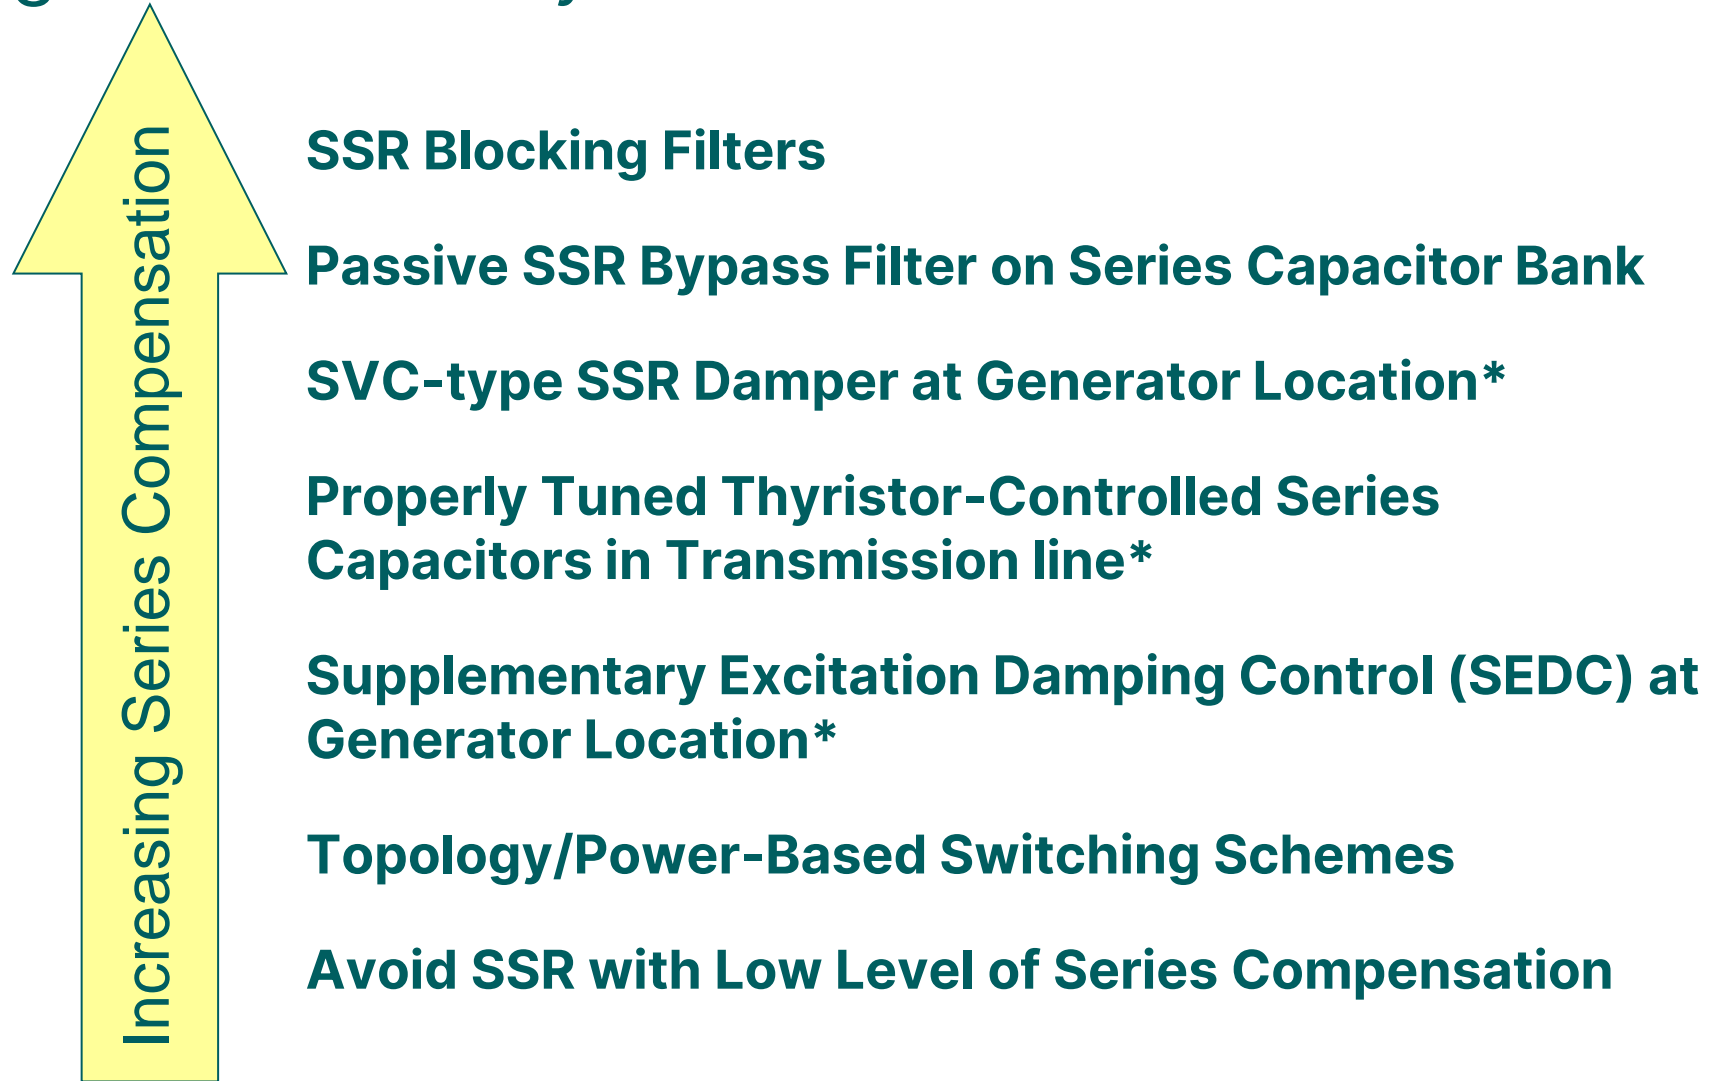 Increasing Series Compensation
SSR Blocking Filters
Passive SSR Bypass Filter on Series Capacitor Bank
SVC-type SSR Damper at Generator Location*
Properly Tuned Thyristor-Controlled Series
Capacitors in Transmission line*
Supplementary Excitation Damping Control (SEDC) at
Generator Location*
Topology/Power-Based Switching Schemes
Avoid SSR with Low Level of Series Compensation